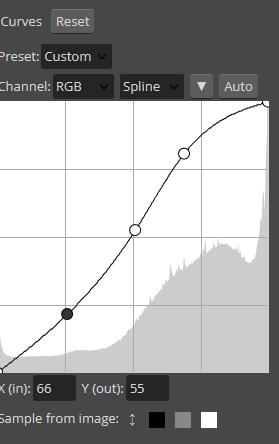 Curves Reset
Preset: Custom
Channel: RGB Spline ▼ Auto
X (in): 66 Y (out): 55
Sample from image: